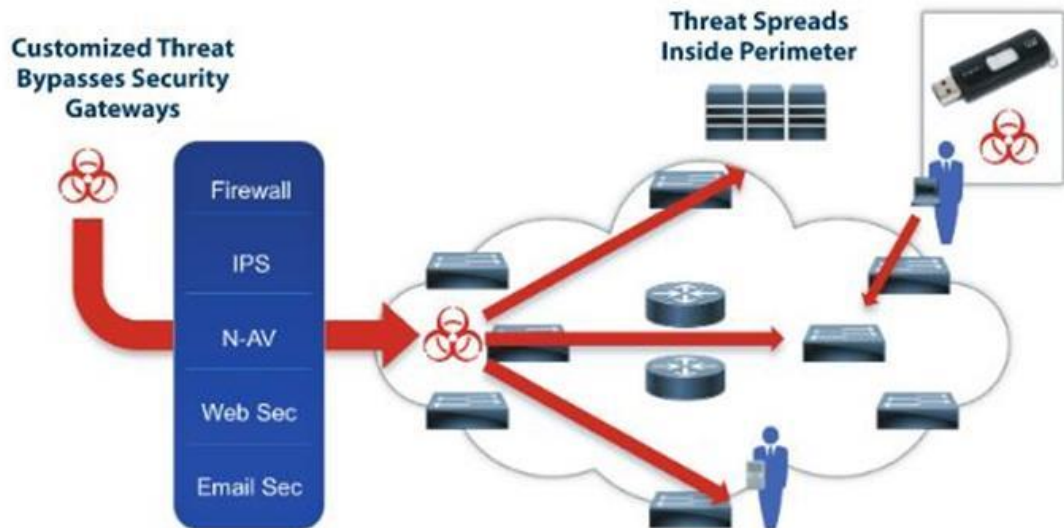 Customized Threat
Bypasses Security
Gateways
Threat Spreads
Inside Perimeter
Firewall
IPS
N-AV
Web Sec
Email Sec